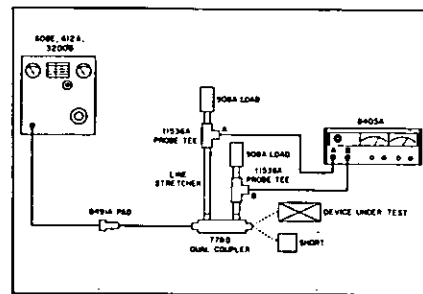 608E, 612A,
3200B
908A LOAD
11536A
PROBE TEE
A
8405A
A B
908A LOAD
11536A
PROBE TEE
LINE
STRETCHER
B
8491A PAD
DEVICE UNDER TEST
778D
DUAL COUPLER
SHORT